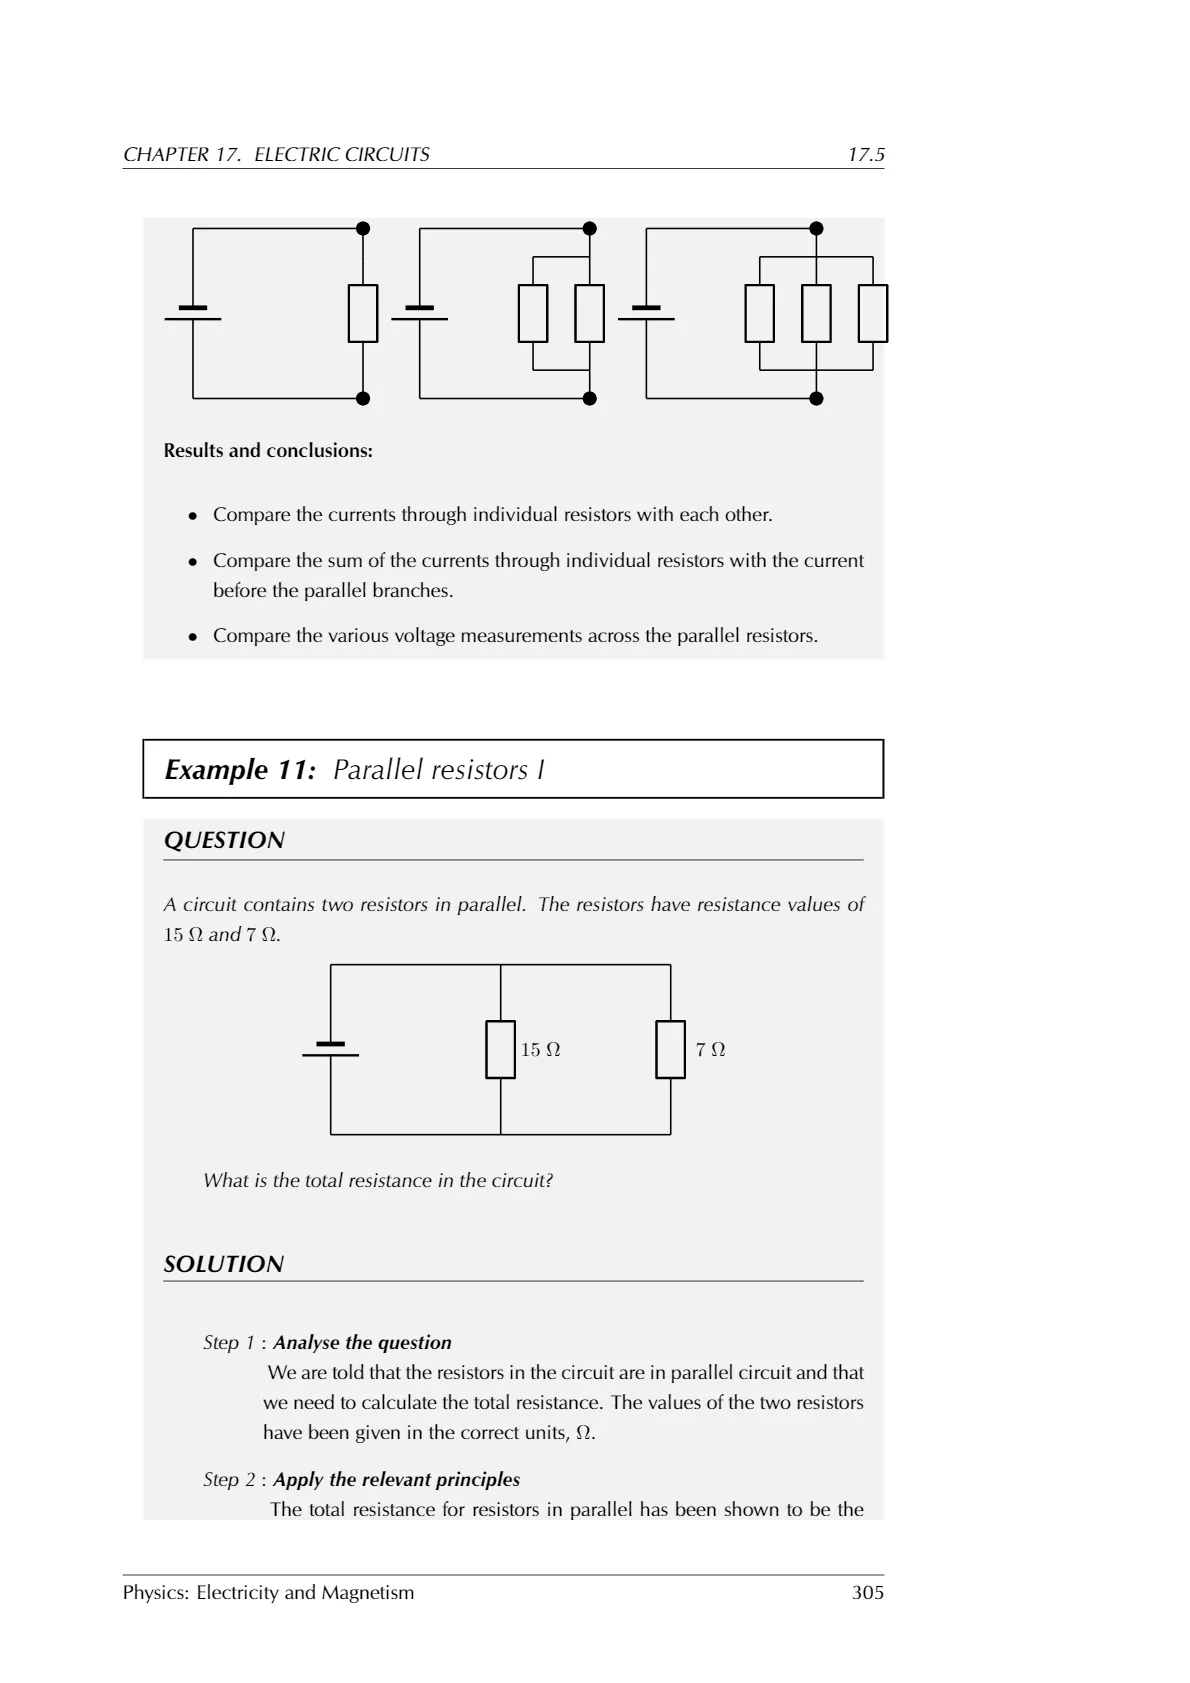 CHAPTER 17. ELECTRIC CIRCUITS 17.5
Results and conclusions:
• Compare the currents through individual resistors with each other.
• Compare the sum of the currents through individual resistors with the current
before the parallel branches.
• Compare the various voltage measurements across the parallel resistors.
Example 11: Parallel resistors I
QUESTION
A circuit contains two resistors in parallel. The resistors have resistance values of
15 Ω and 7 Ω.
15 Ω 7 Ω
What is the total resistance in the circuit?
SOLUTION
Step 1 : Analyse the question
We are told that the resistors in the circuit are in parallel circuit and that
we need to calculate the total resistance. The values of the two resistors
have been given in the correct units, Ω.
Step 2 : Apply the relevant principles
The total resistance for resistors in parallel has been shown to be the
Physics: Electricity and Magnetism 305